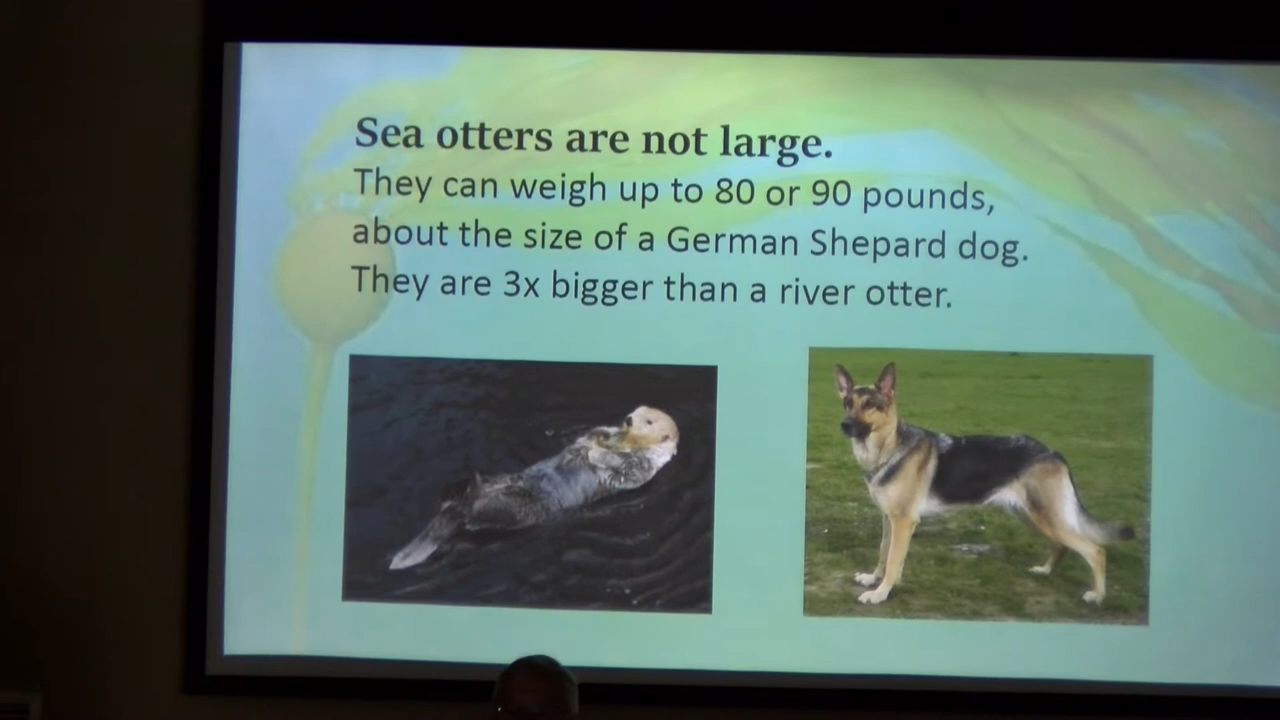 Sea otters are not large.
They can weigh up to 80 or 90 pounds,
about the size of a German Shepard dog.
They are 3x bigger than a river otter.